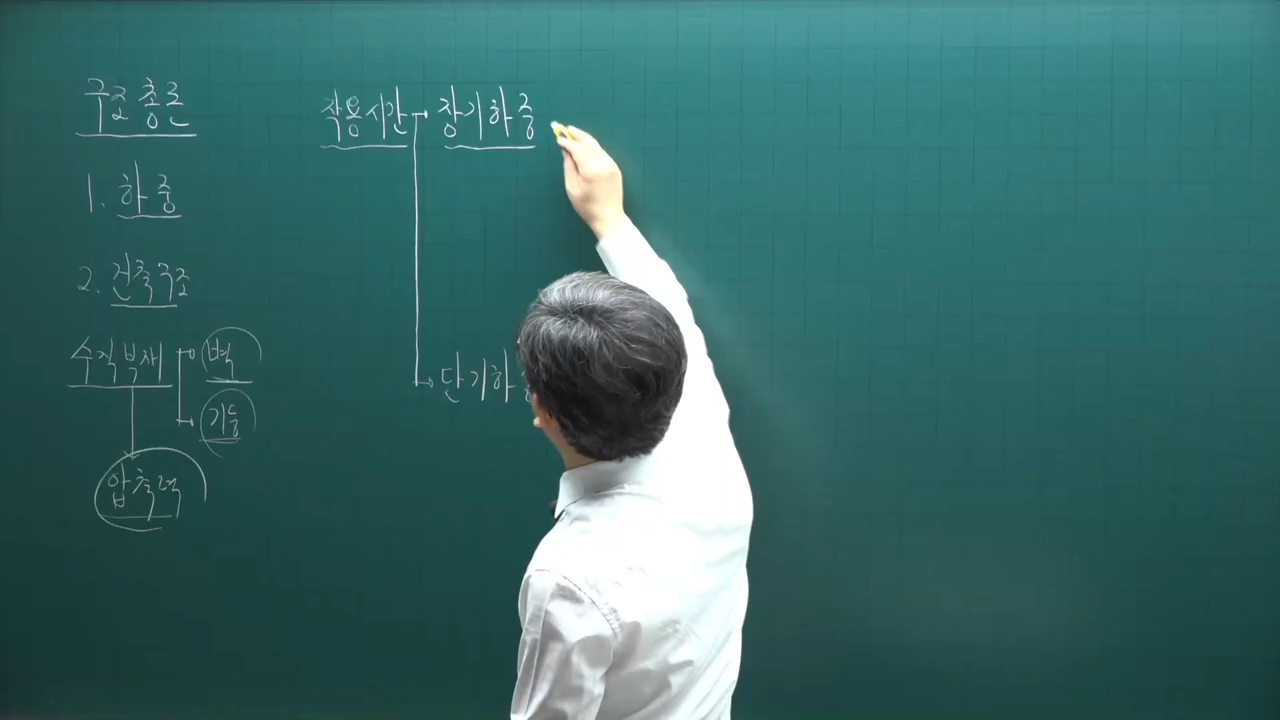 구조총론
1. 하중
2. 건축구조
수직부재
벽
기둥
압축력
작용시간 → 장기하중
단기하